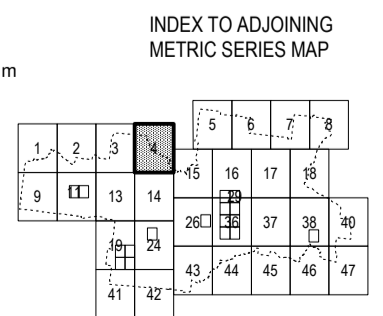 INDEX TO ADJOINING
METRIC SERIES MAP
m
5 6 7 8
1 2 3 4
15 16 17 18
9 11 13 14
29
26 36 37 38 40
19 24
43 44 45 46 47
41 42